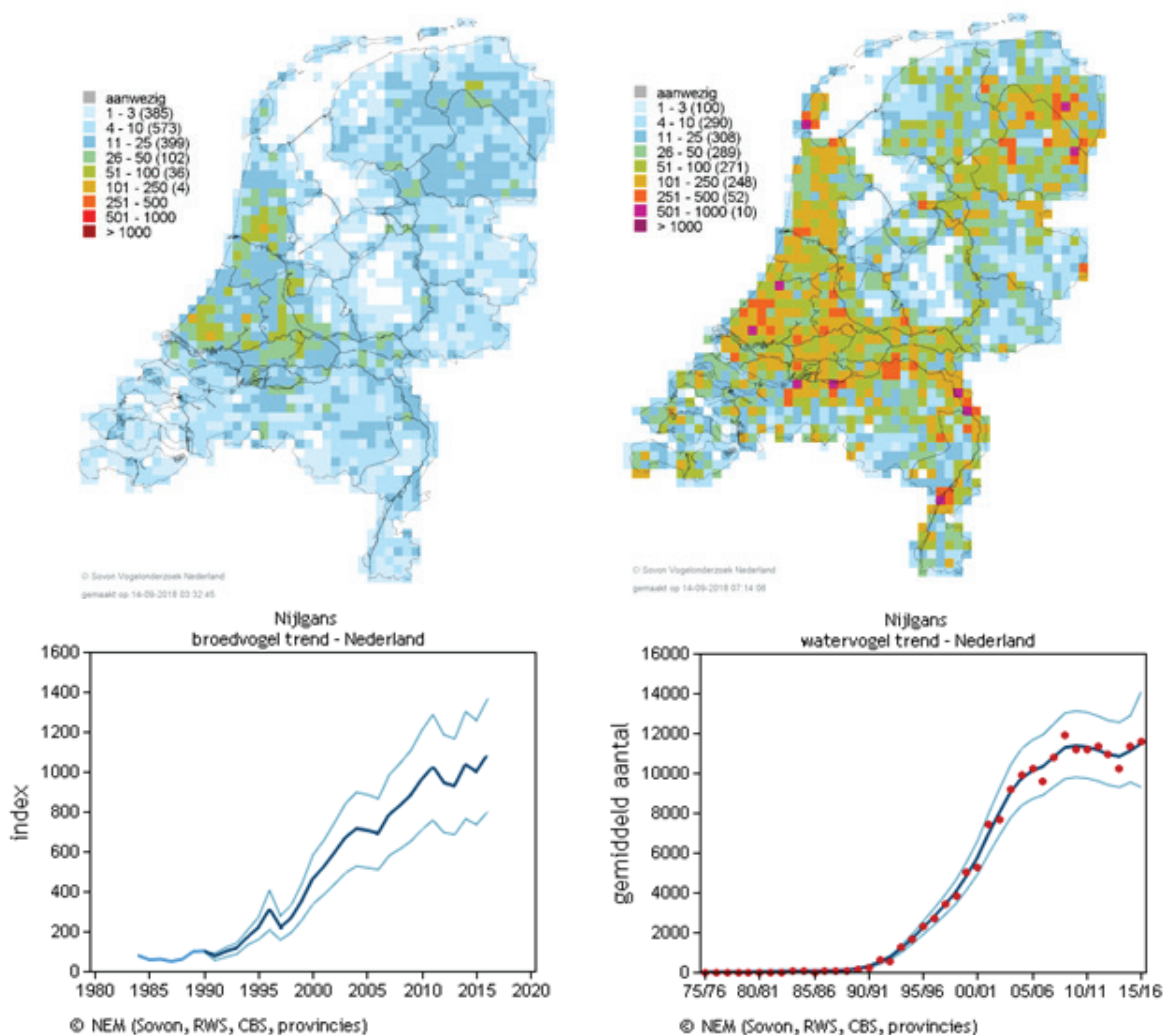 aanwezig
1 - 3 (385)
4 - 10 (573)
11 - 25 (399)
26 - 50 (102)
51 - 100 (36)
101 - 250 (4)
251 - 500
501 - 1000
> 1000
© Sovon Vogelonderzoek Nederland
gemaakt op 14-09-2018 03:32:45
aanwezig
1 - 3 (100)
4 - 10 (290)
11 - 25 (308)
26 - 50 (289)
51 - 100 (271)
101 - 250 (248)
251 - 500 (52)
501 - 1000 (10)
> 1000
© Sovon Vogelonderzoek Nederland
gemaakt op 14-09-2018 07:14:08
Nijlgans
broedvogel trend - Nederland
index
1600
1400
1200
1000
800
600
400
200
0
1980 1985 1990 1995 2000 2005 2010 2015 2020
© NEM (Sovon, RWS, CBS, provincies)
Nijlgans
watervogel trend - Nederland
gemiddeld aantal
16000
14000
12000
10000
8000
6000
4000
2000
0
75/76 80/81 85/86 90/91 95/96 00/01 05/06 10/11 15/16
© NEM (Sovon, RWS, CBS, provincies)